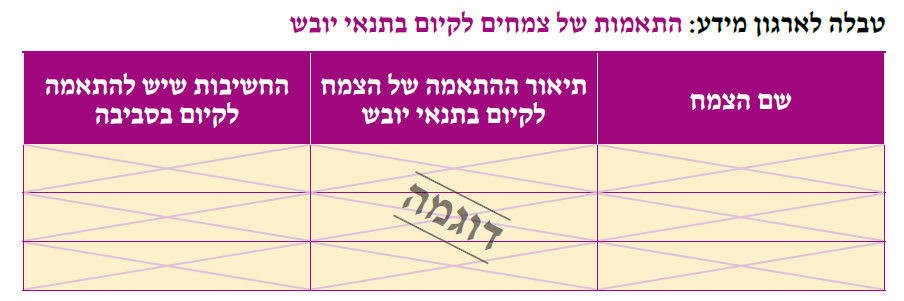 טבלה לארגון מידע: התאמות של צמחים לקיום בתנאי יובש
שם הצמח
תיאור ההתאמה של הצמח
לקיום בתנאי יובש
החשיבות שיש להתאמה
לקיום בסביבה
דוגמה